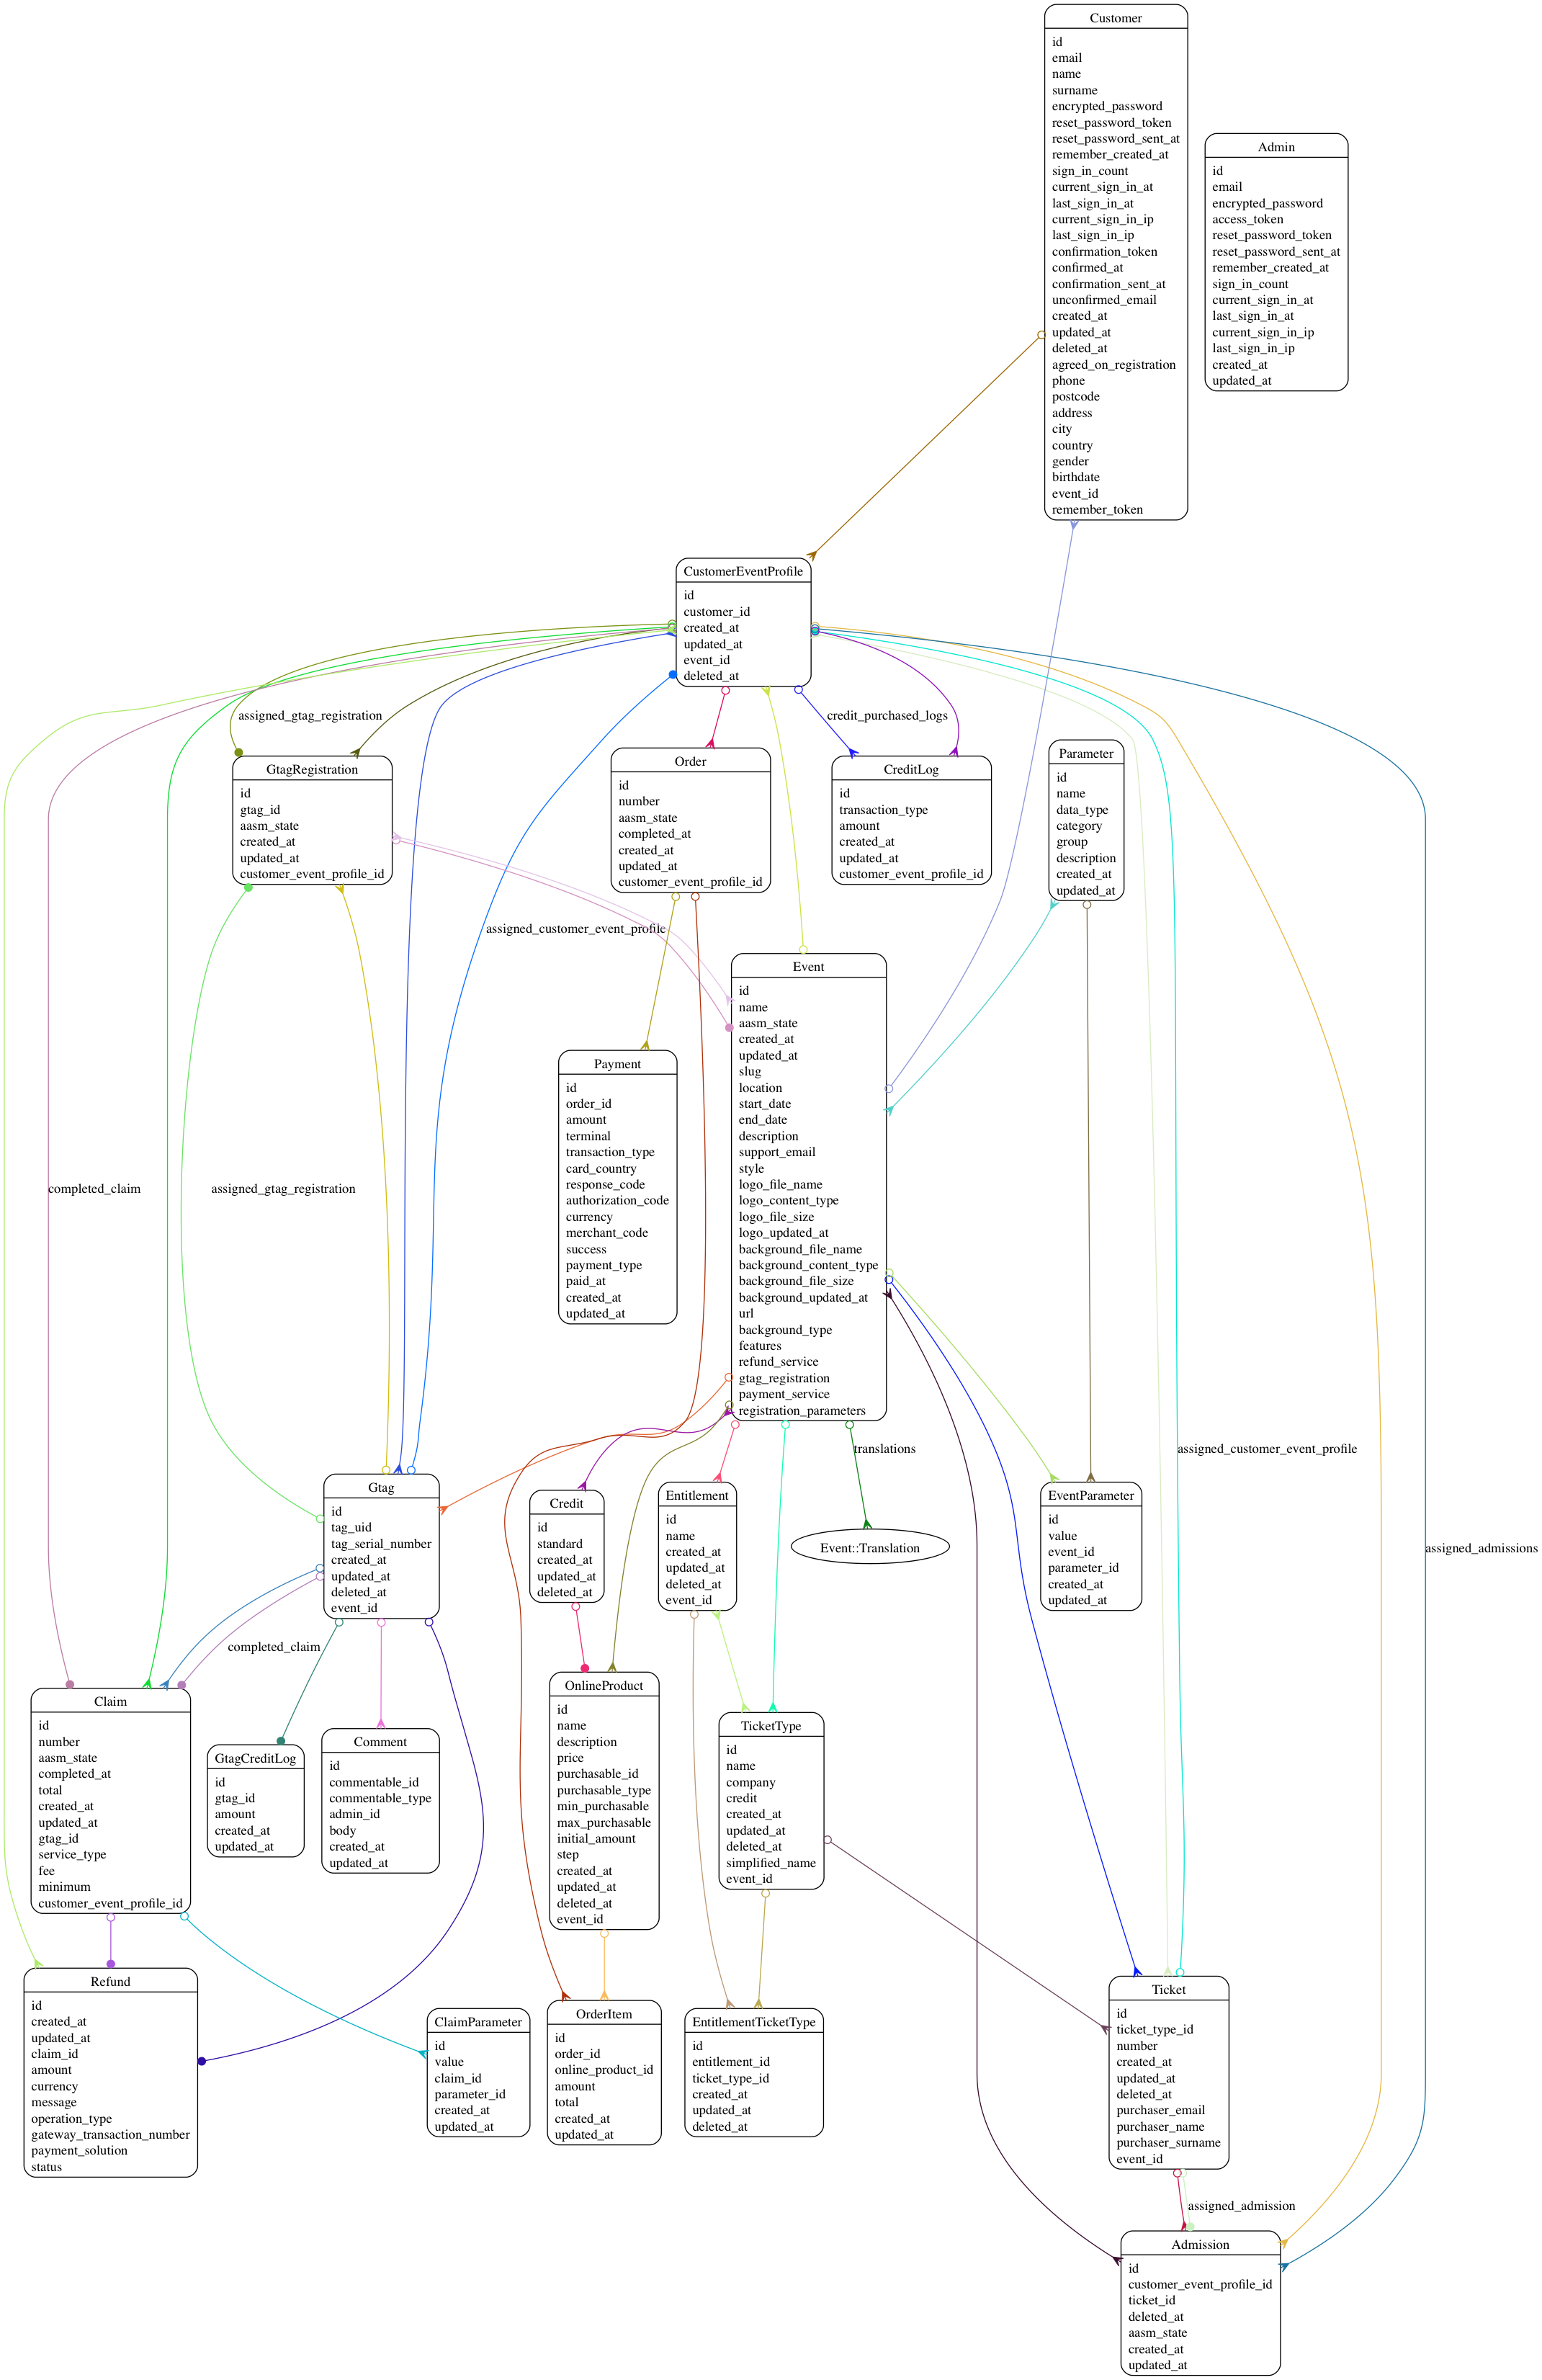 Customer
id
email
name
surname
encrypted_password
reset_password_token
reset_password_sent_at
remember_created_at
sign_in_count
current_sign_in_at
last_sign_in_at
current_sign_in_ip
last_sign_in_ip
confirmation_token
confirmed_at
confirmation_sent_at
unconfirmed_email
created_at
updated_at
deleted_at
agreed_on_registration
phone
postcode
address
city
country
gender
birthdate
event_id
remember_token
Admin
id
email
encrypted_password
access_token
reset_password_token
reset_password_sent_at
remember_created_at
sign_in_count
current_sign_in_at
last_sign_in_at
current_sign_in_ip
last_sign_in_ip
created_at
updated_at
CustomerEventProfile
id
customer_id
created_at
updated_at
event_id
deleted_at
assigned_gtag_registration
credit_purchased_logs
GtagRegistration
id
gtag_id
aasm_state
created_at
updated_at
customer_event_profile_id
Order
id
number
aasm_state
completed_at
created_at
updated_at
customer_event_profile_id
CreditLog
id
transaction_type
amount
created_at
updated_at
customer_event_profile_id
Parameter
id
name
data_type
category
group
description
created_at
updated_at
assigned_customer_event_profile
Event
id
name
aasm_state
created_at
updated_at
slug
location
start_date
end_date
description
support_email
style
logo_file_name
logo_content_type
logo_file_size
logo_updated_at
background_file_name
background_content_type
background_file_size
background_updated_at
url
background_type
features
refund_service
gtag_registration
payment_service
registration_parameters
Payment
id
order_id
amount
terminal
transaction_type
card_country
response_code
authorization_code
currency
merchant_code
success
payment_type
paid_at
created_at
updated_at
completed_claim
assigned_gtag_registration
translations
assigned_customer_event_profile
assigned_admissions
Gtag
id
tag_uid
tag_serial_number
created_at
updated_at
deleted_at
event_id
Credit
id
standard
created_at
updated_at
deleted_at
Entitlement
id
name
created_at
updated_at
deleted_at
event_id
Event::Translation
EventParameter
id
value
event_id
parameter_id
created_at
updated_at
completed_claim
Claim
id
number
aasm_state
completed_at
total
created_at
updated_at
gtag_id
service_type
fee
minimum
customer_event_profile_id
GtagCreditLog
id
gtag_id
amount
created_at
updated_at
Comment
id
commentable_id
commentable_type
admin_id
body
created_at
updated_at
OnlineProduct
id
name
description
price
purchasable_id
purchasable_type
min_purchasable
max_purchasable
initial_amount
step
created_at
updated_at
deleted_at
event_id
TicketType
id
name
company
credit
created_at
updated_at
deleted_at
simplified_name
event_id
Refund
id
created_at
updated_at
claim_id
amount
currency
message
operation_type
gateway_transaction_number
payment_solution
status
ClaimParameter
id
value
claim_id
parameter_id
created_at
updated_at
OrderItem
id
order_id
online_product_id
amount
total
created_at
updated_at
EntitlementTicketType
id
entitlement_id
ticket_type_id
created_at
updated_at
deleted_at
Ticket
id
ticket_type_id
number
created_at
updated_at
deleted_at
purchaser_email
purchaser_name
purchaser_surname
event_id
assigned_admission
Admission
id
customer_event_profile_id
ticket_id
deleted_at
aasm_state
created_at
updated_at